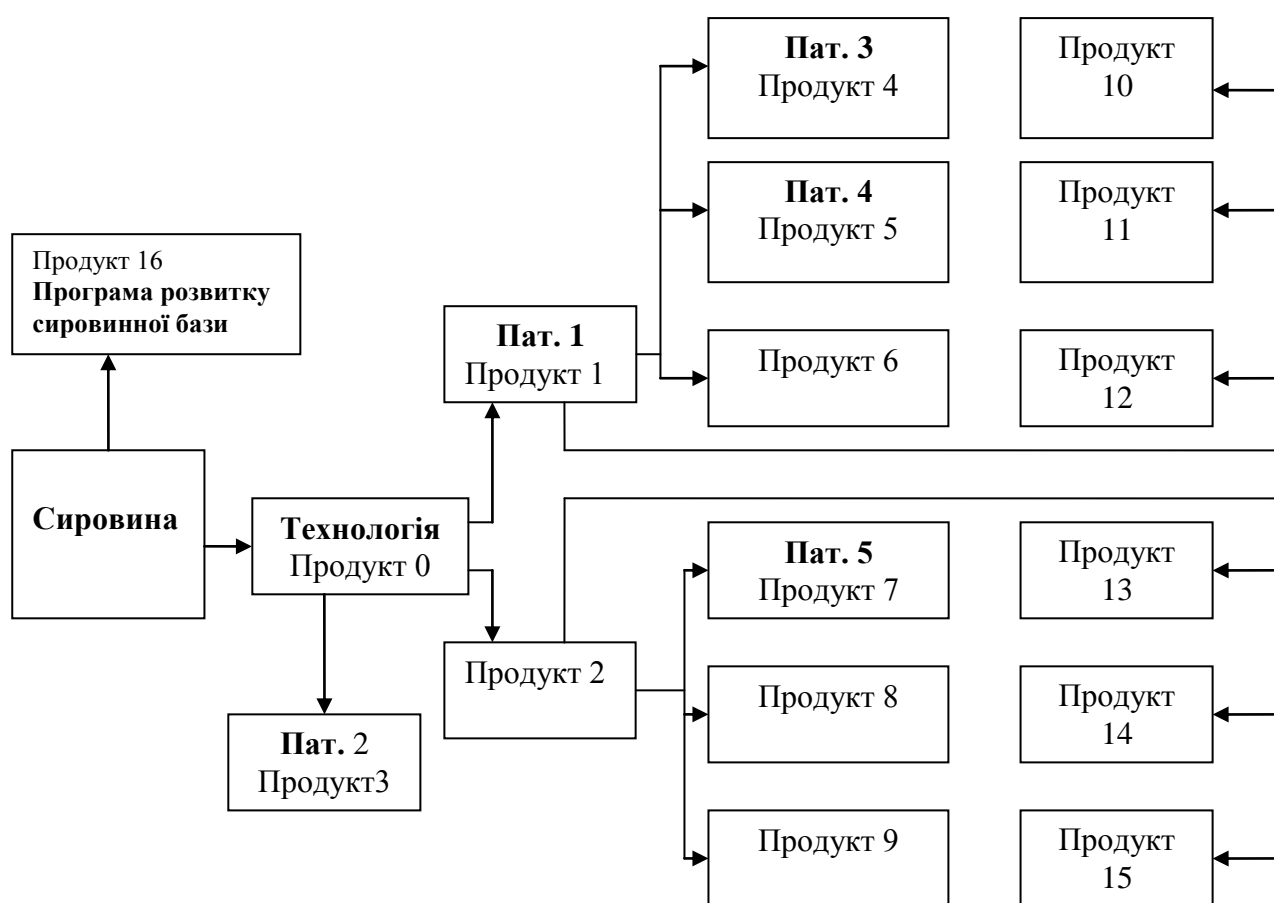 Пат. 3
Продукт 4
Продукт
10
Пат. 4
Продукт 5
Продукт
11
Продукт 16
Програма розвитку
сировинної бази
Пат. 1
Продукт 1
Продукт 6
Продукт
12
Сировина
Технологія
Продукт 0
Пат. 5
Продукт 7
Продукт
13
Продукт 2
Продукт 8
Продукт
14
Пат. 2
Продукт3
Продукт 9
Продукт
15